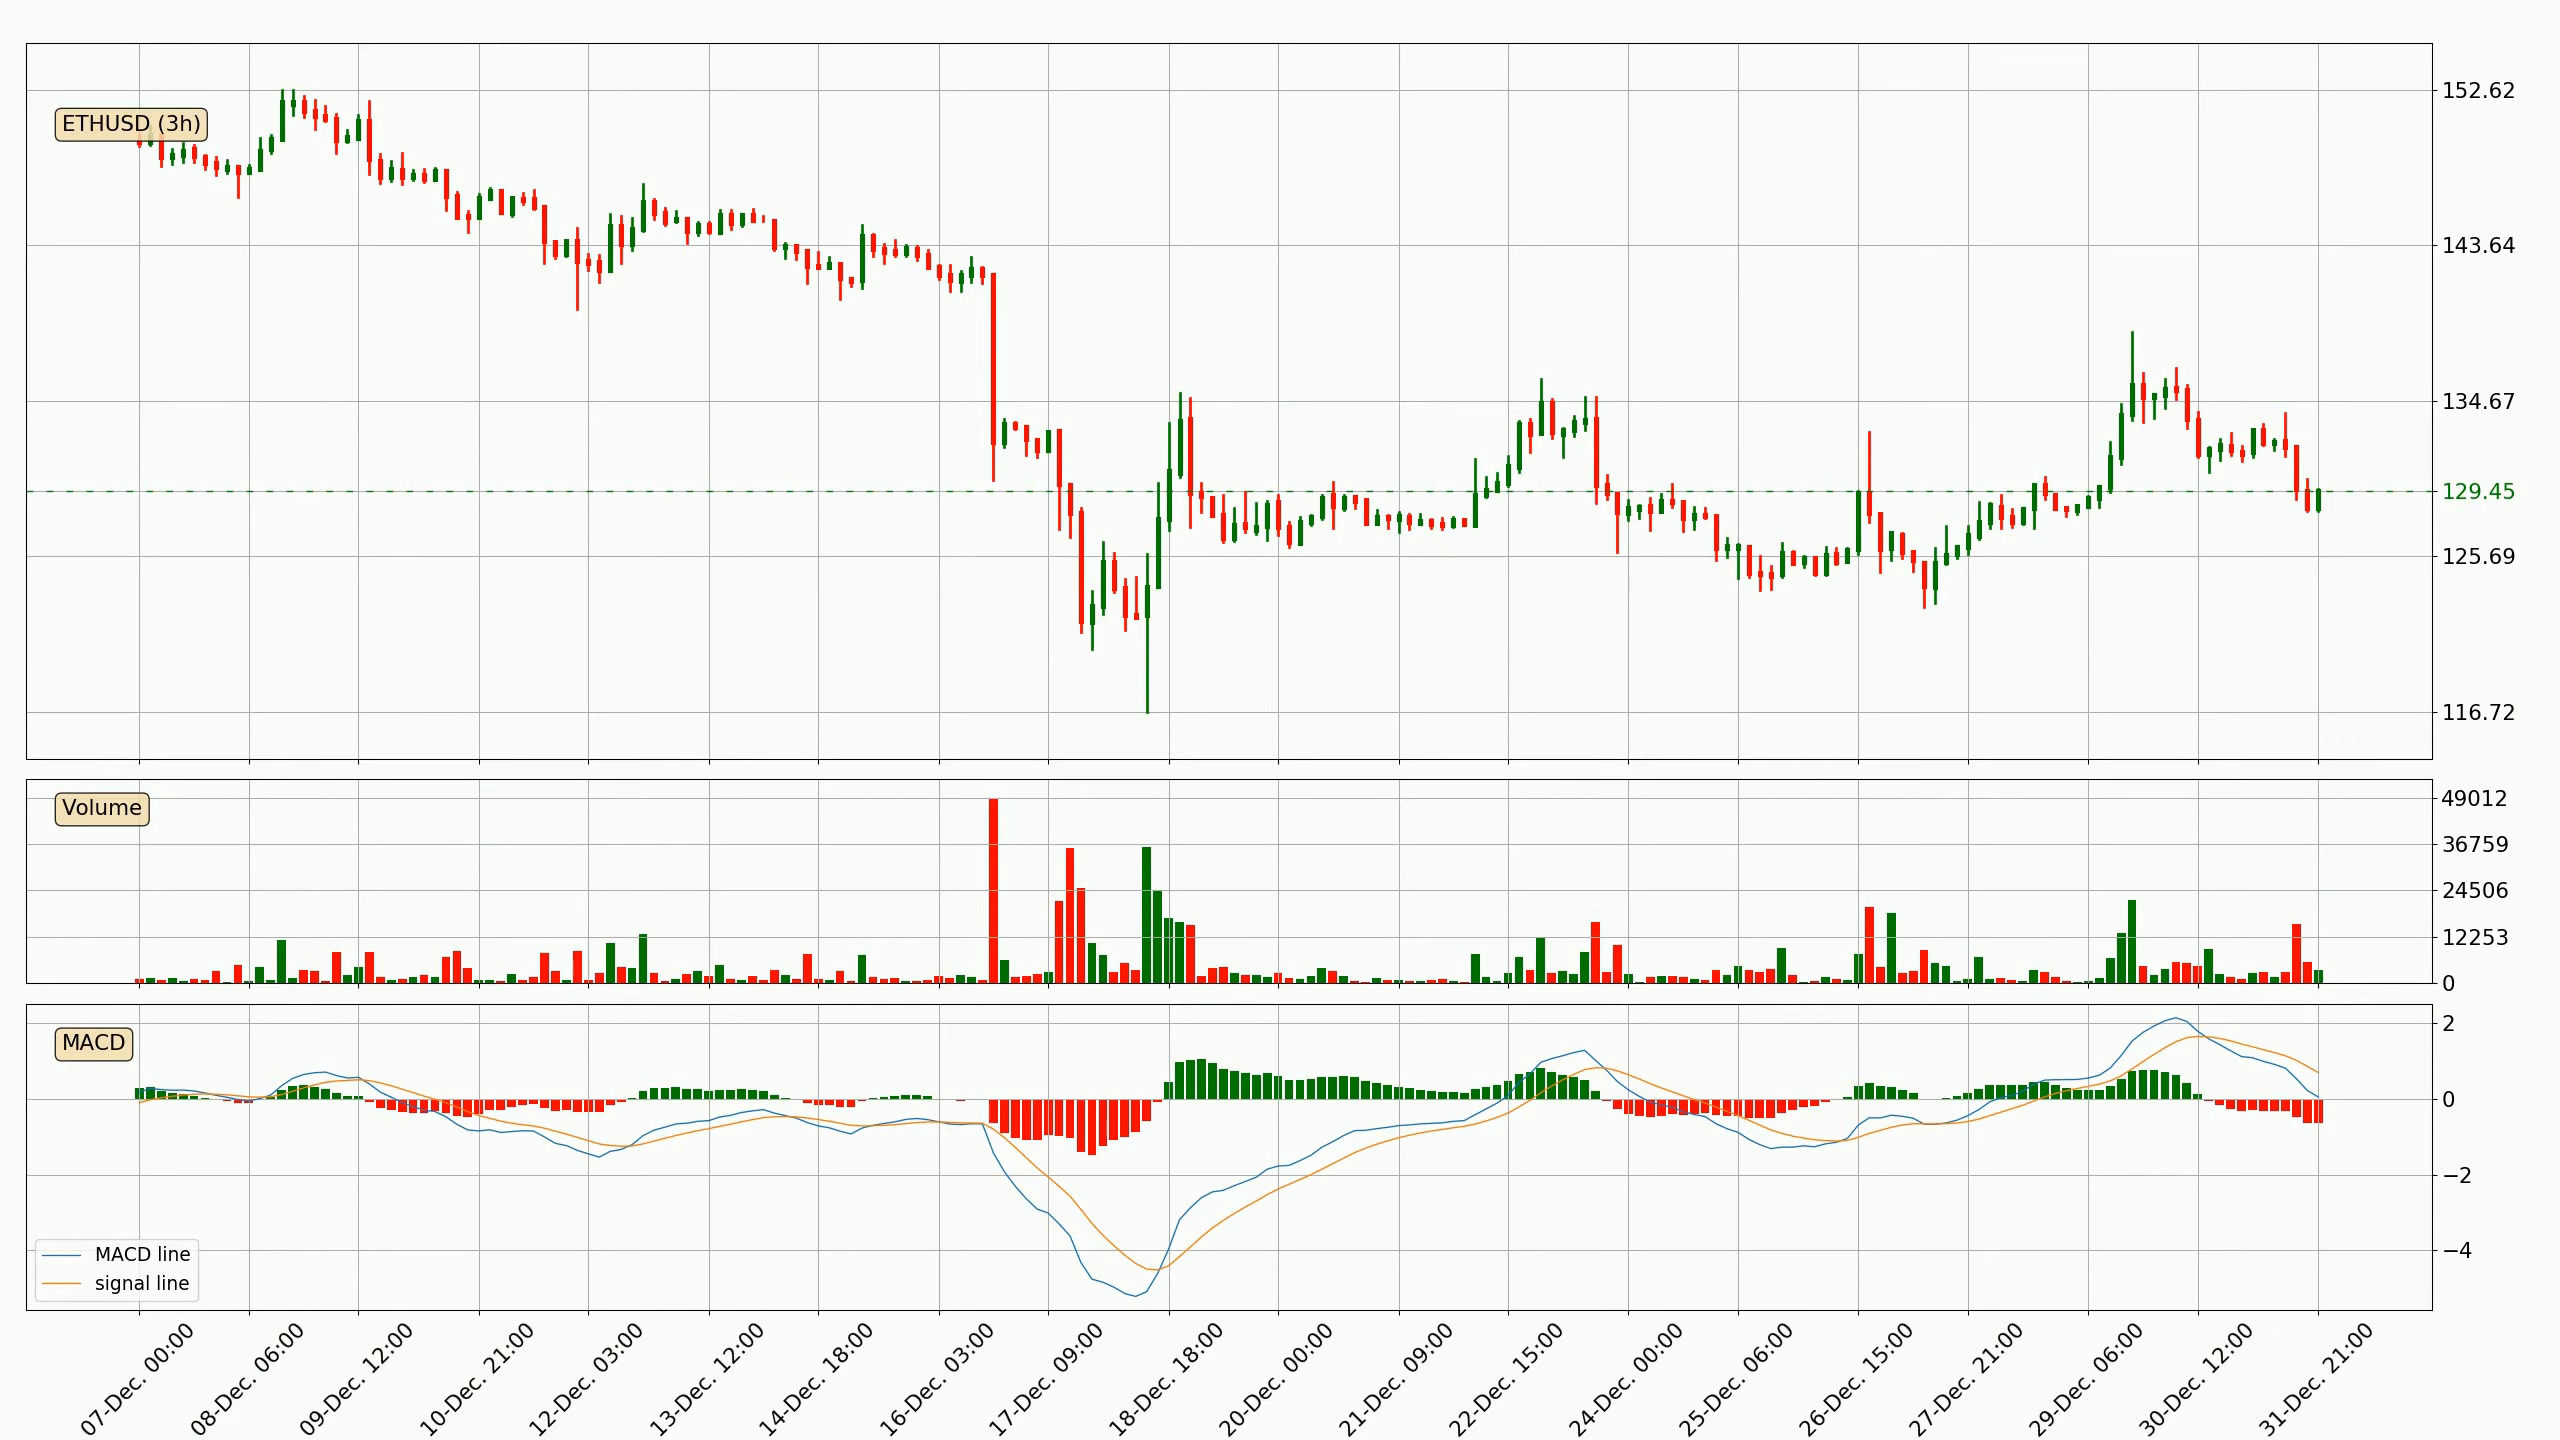 ETHUSD (3h)
152.62
143.64
134.67
129.45
125.69
116.72
Volume
49012
36759
24506
12253
0
MACD
2
0
−2
−4
MACD line
signal line
07-Dec. 00:00
08-Dec. 06:00
09-Dec. 12:00
10-Dec. 21:00
12-Dec. 03:00
13-Dec. 12:00
14-Dec. 18:00
16-Dec. 03:00
17-Dec. 09:00
18-Dec. 18:00
20-Dec. 00:00
21-Dec. 09:00
22-Dec. 15:00
24-Dec. 00:00
25-Dec. 06:00
26-Dec. 15:00
27-Dec. 21:00
29-Dec. 06:00
30-Dec. 12:00
31-Dec. 21:00